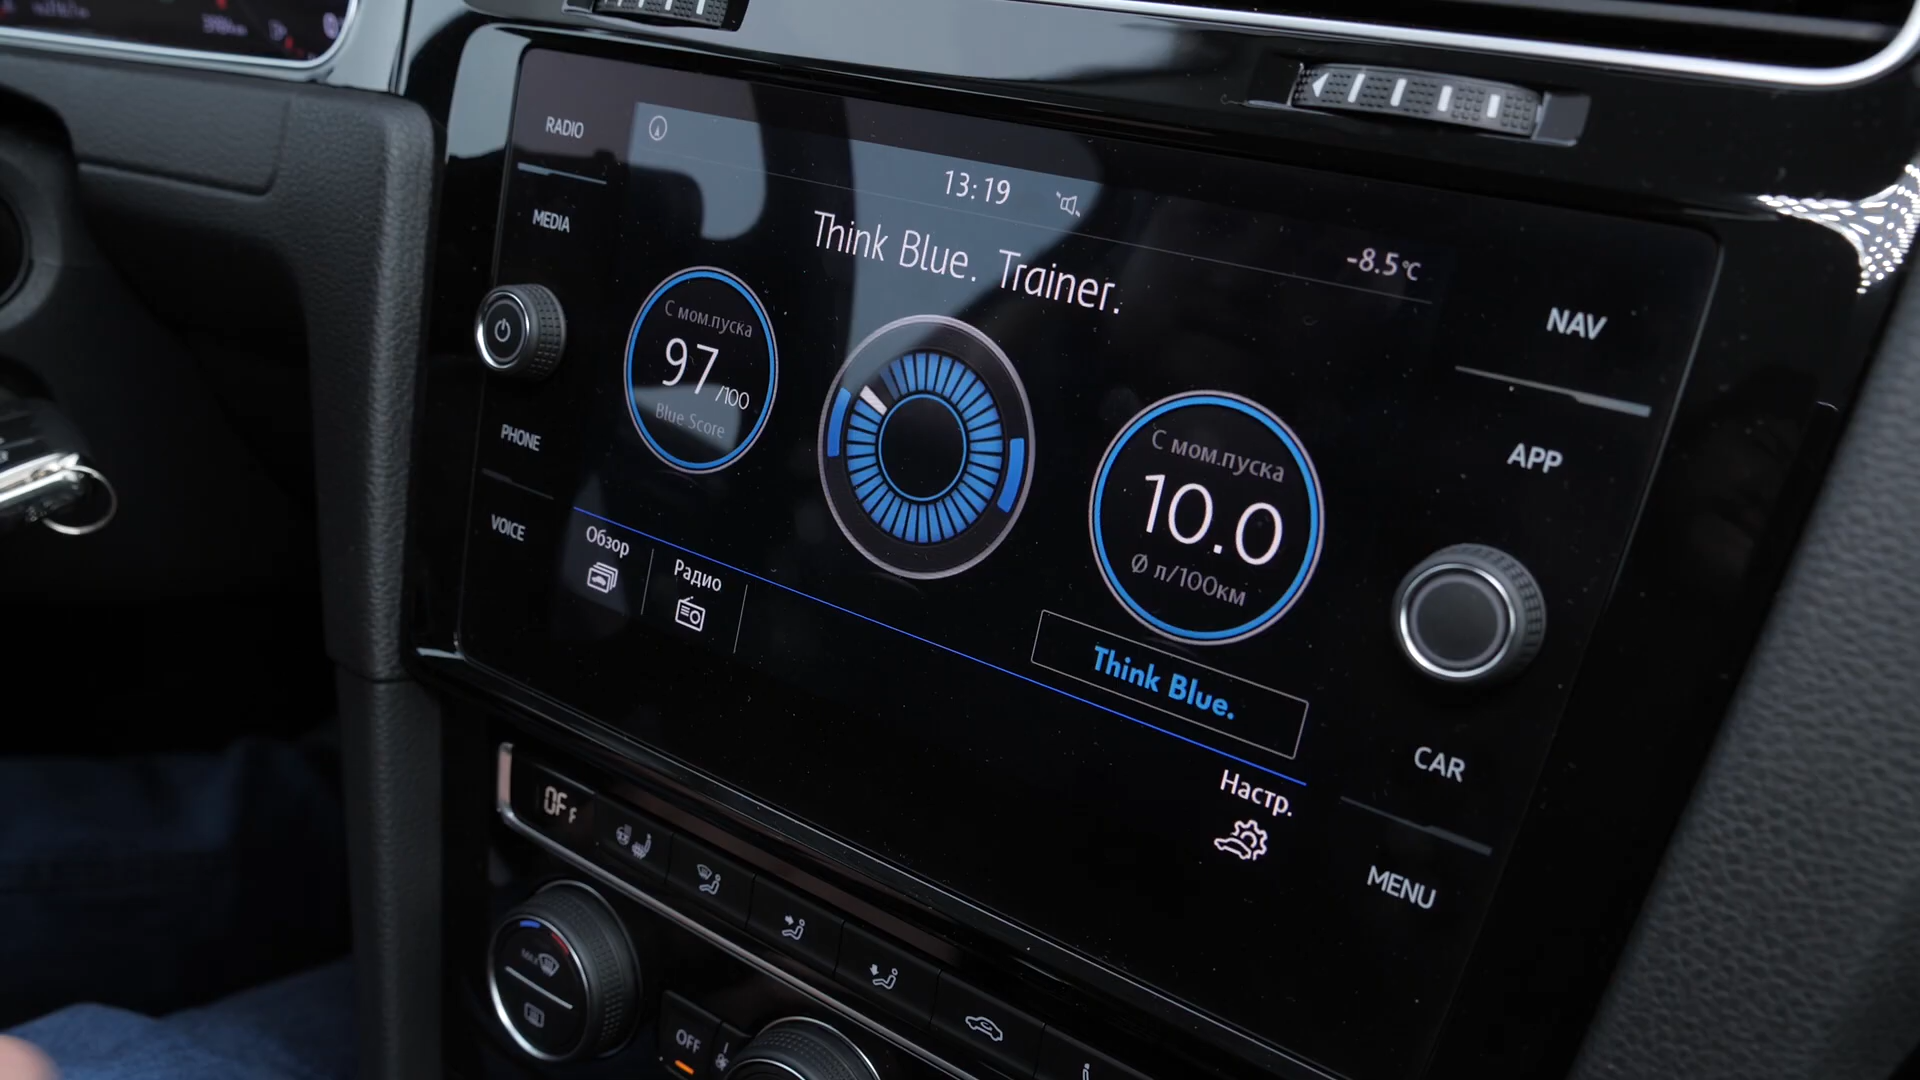 RADIO
MEDIA
PHONE
VOICE
13:19
-8.5°C
Think Blue. Trainer.
С мом.пуска
97/100
Blue Score
С мом.пуска
10.0
Ø л/100км
Think Blue.
Обзор
Радио
Настр.
NAV
APP
CAR
MENU
OFF
MAX
OFF